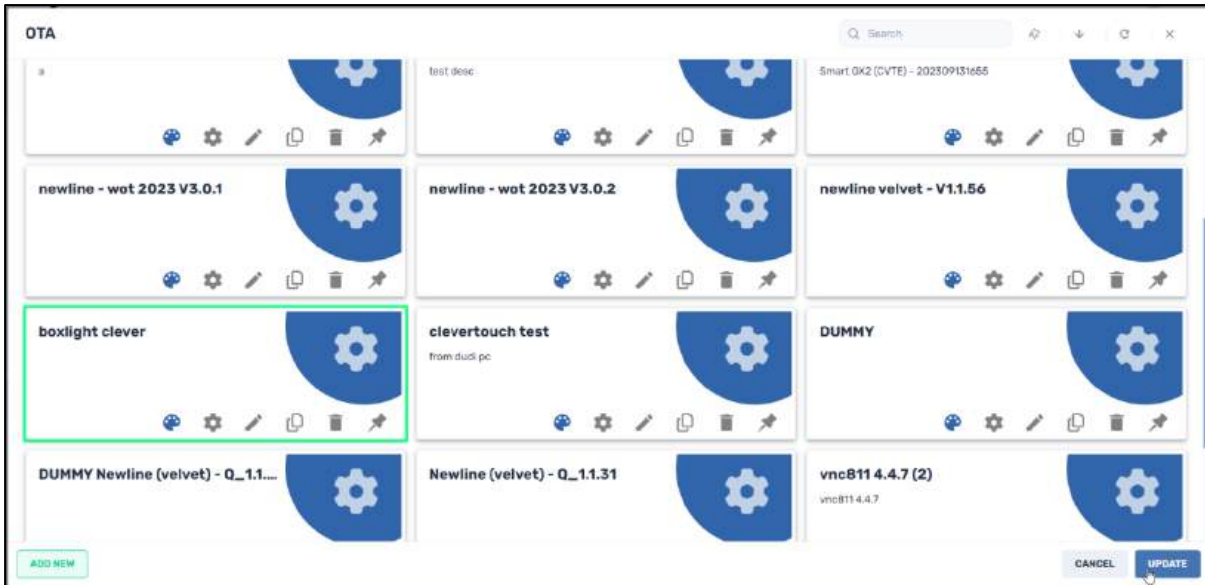 OTA
Search
a
test desc
Smart GX2 (CVTE) - 202309131655
newline - wot 2023 V3.0.1
newline - wot 2023 V3.0.2
newline velvet - V1.1.56
boxlight clever
clevertouch test
from dudi pc
DUMMY
DUMMY Newline (velvet) - Q_1.1....
Newline (velvet) - Q_1.1.31
vnc811 4.4.7 (2)
vnc811 4.4.7
ADD NEW
CANCEL
UPDATE